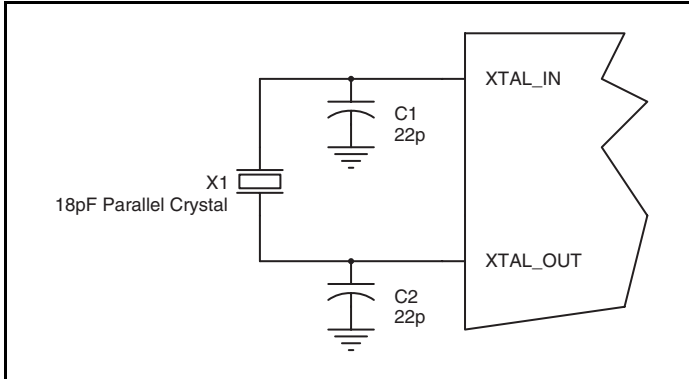 XTAL_IN
C1
22p
X1
18pF Parallel Crystal
XTAL_OUT
C2
22p